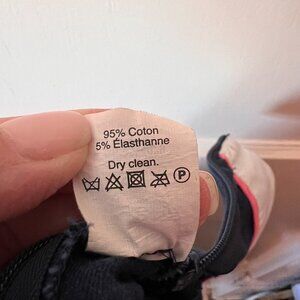 95% Coton
5% Élasthanne
Dry clean.
P